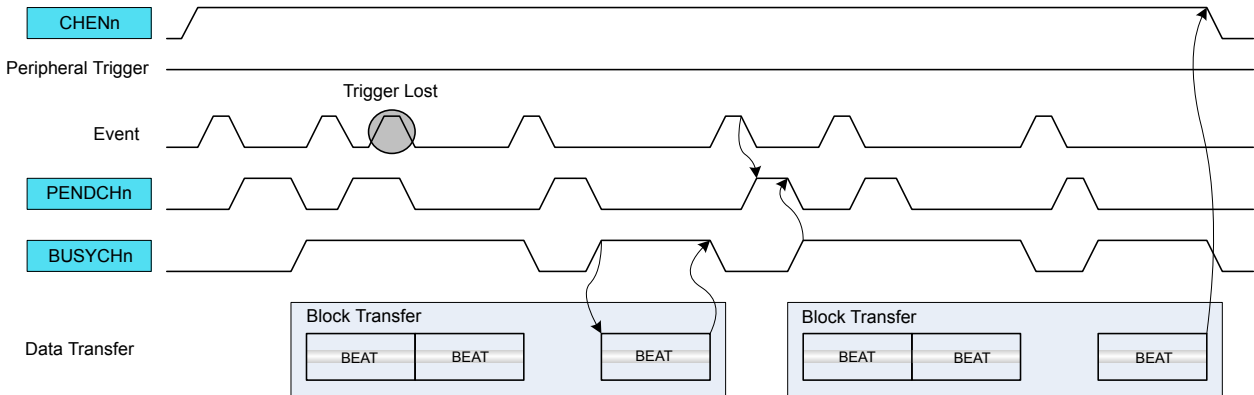 CHENn
Peripheral Trigger
Trigger Lost
Event
PENDCHn
BUSYCHn
Data Transfer
Block Transfer
BEAT BEAT BEAT
Block Transfer
BEAT BEAT BEAT